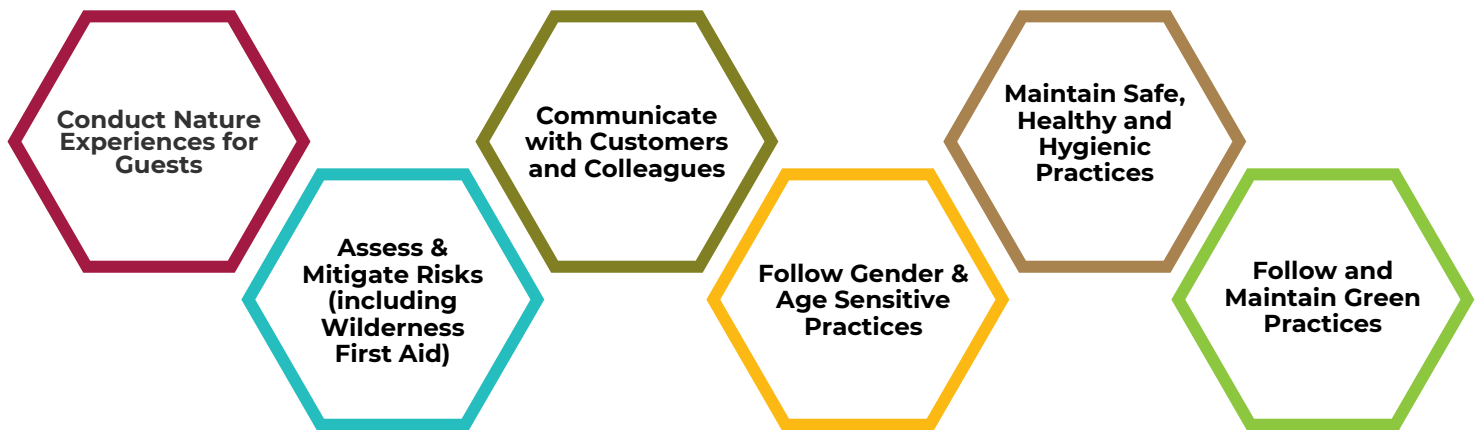 Conduct Nature
Experiences for
Guests
Assess &
Mitigate Risks
(including
Wilderness
First Aid)
Communicate
with Customers
and Colleagues
Follow Gender &
Age Sensitive
Practices
Maintain Safe,
Healthy and
Hygienic
Practices
Follow and
Maintain Green
Practices